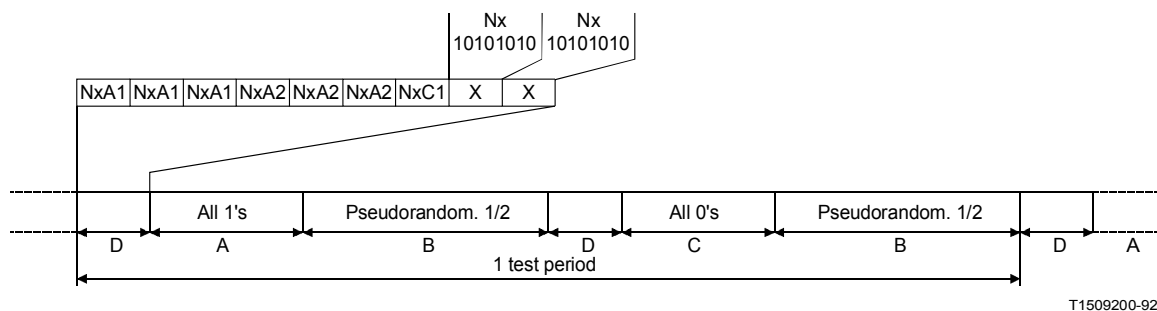 Nx Nx
10101010 10101010
NxA1 NxA1 NxA1 NxA2 NxA2 NxA2 NxC1 X X
All 1's Pseudorandom. 1/2 All 0's Pseudorandom. 1/2
D A B D C B D A
1 test period
T1509200-92